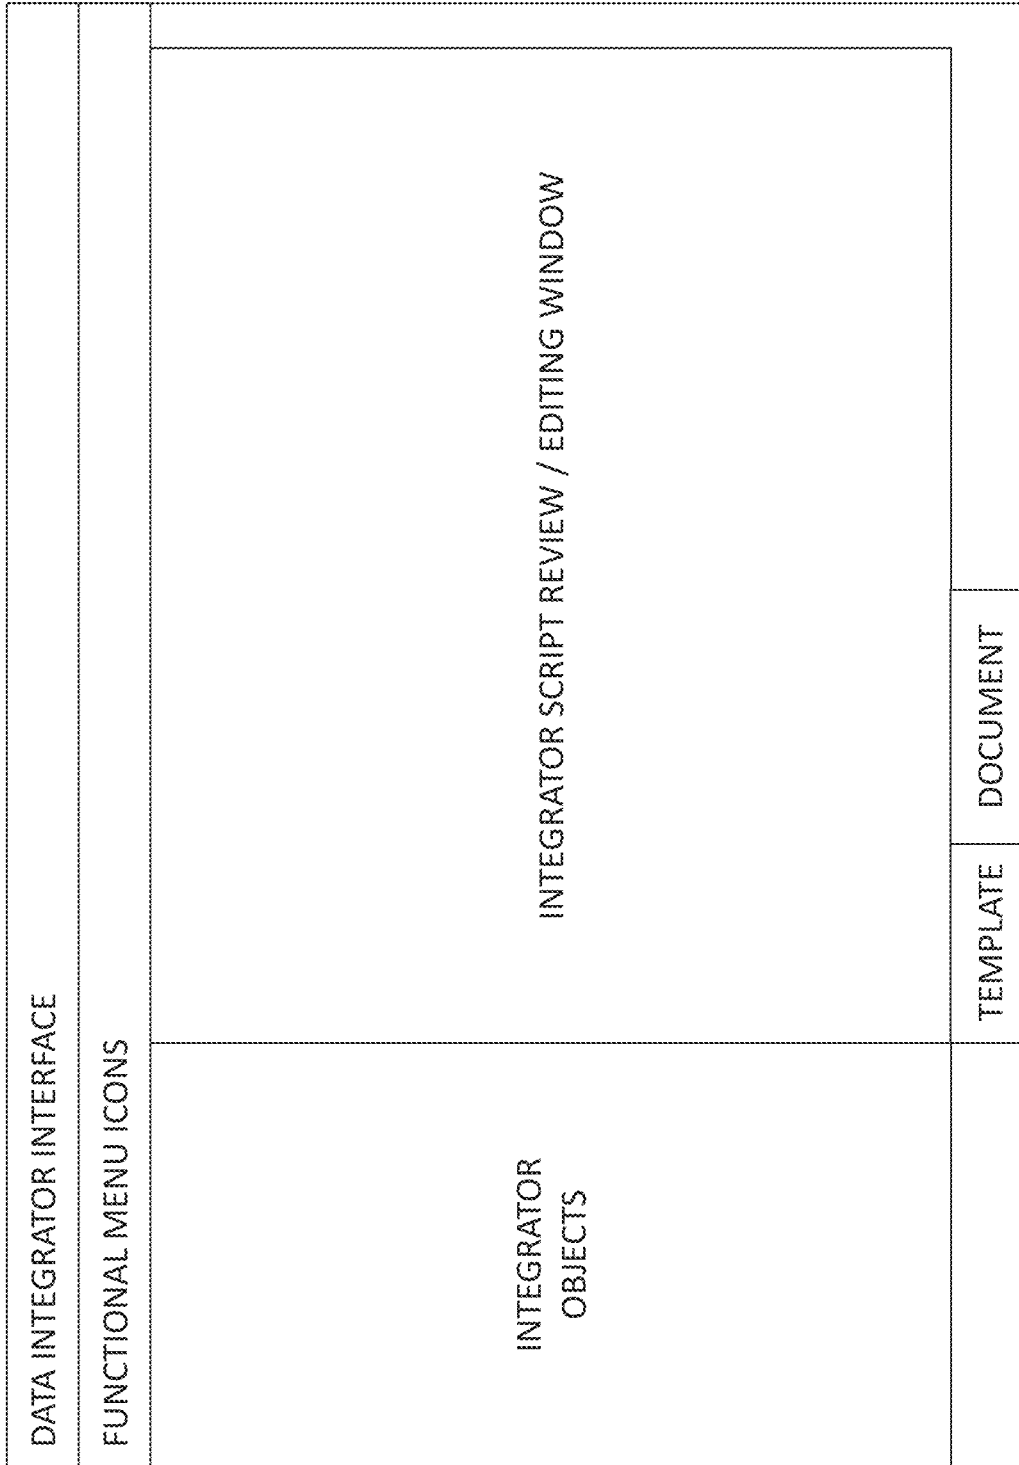 DATA INTEGRATOR INTERFACE
FUNCTIONAL MENU ICONS
INTEGRATOR
OBJECTS
INTEGRATOR SCRIPT REVIEW / EDITING WINDOW
TEMPLATE
DOCUMENT